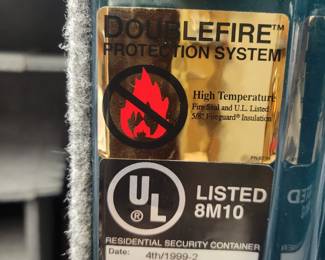 DOUBLEFIRE™
PROTECTION SYSTEM
High Temperature
Fire Seal and U.L. Listed
5/8" Fireguard® Insulation
UL
®
LISTED
8M10
RESIDENTIAL SECURITY CONTAINER
Date: 4th/1999-2